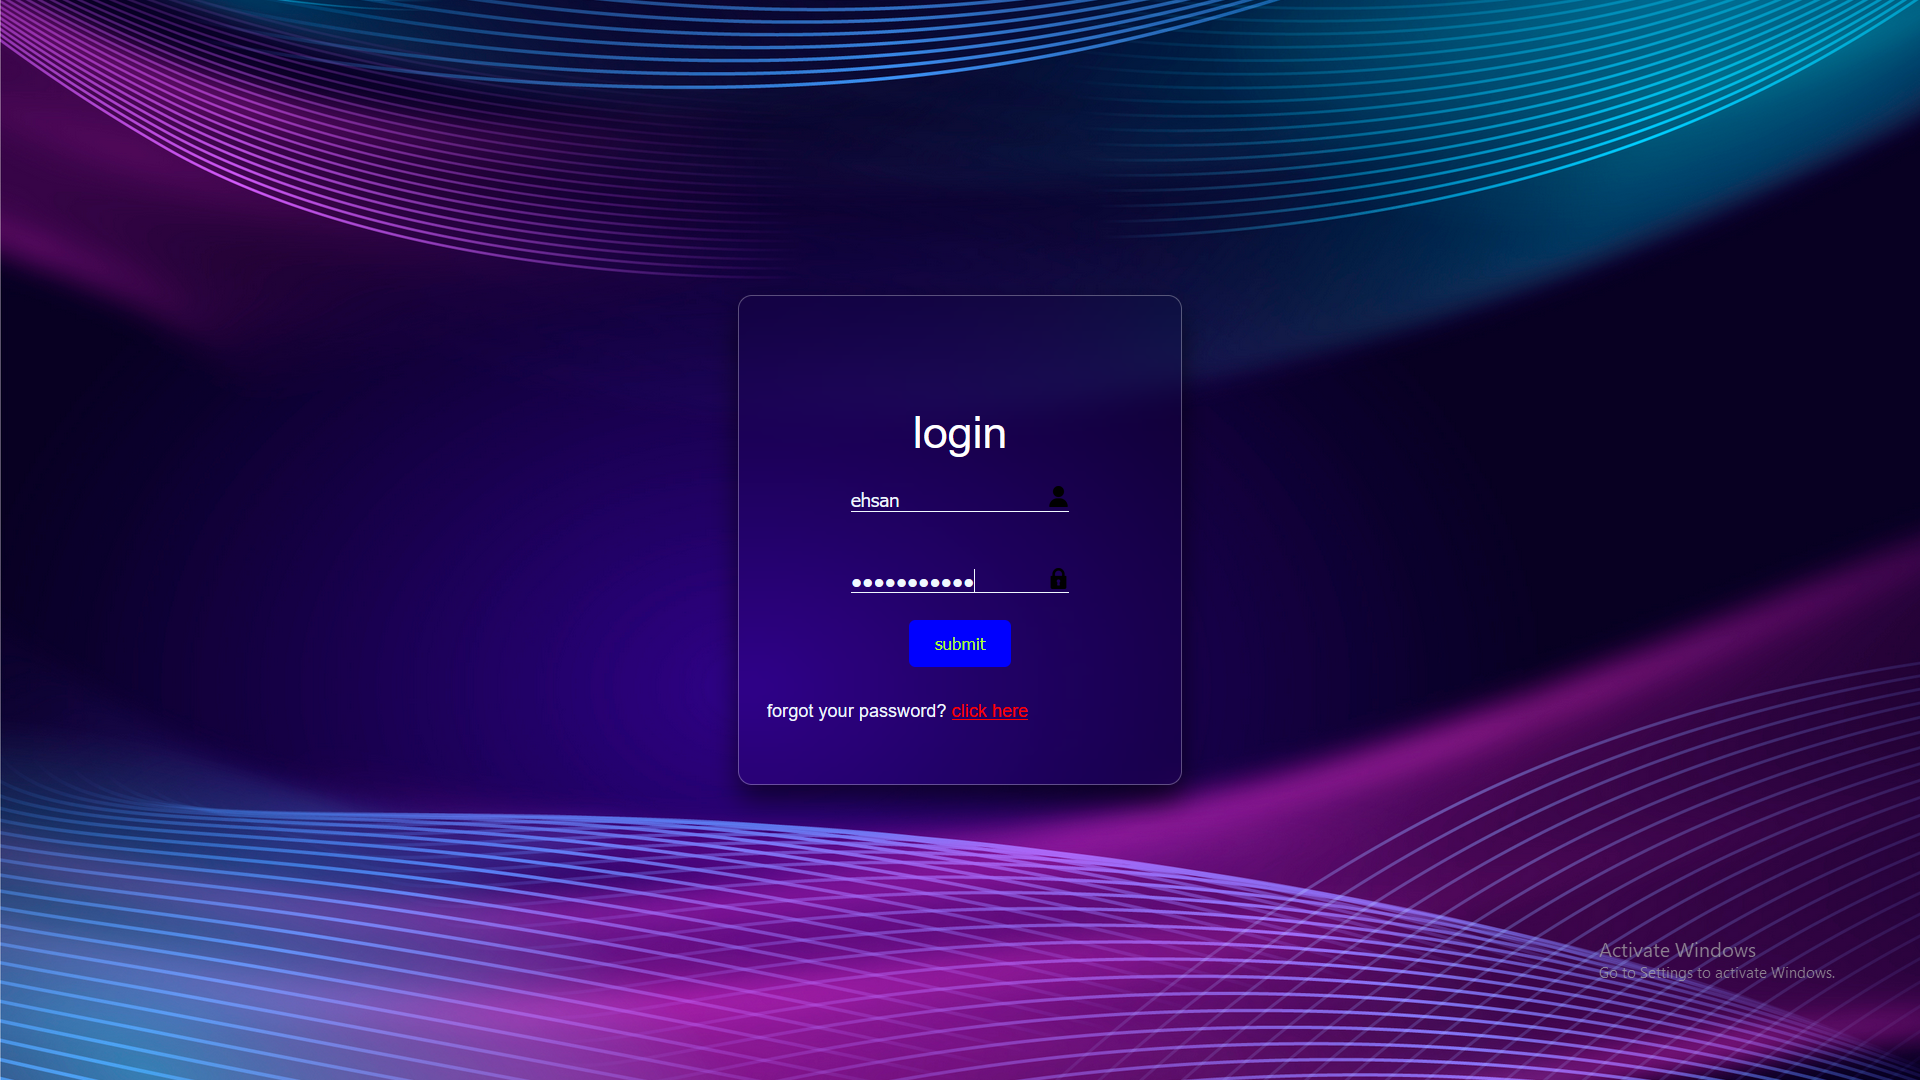 login
ehsan
●●●●●●●●●●●
submit
forgot your password? click here
Activate Windows
Go to Settings to activate Windows.